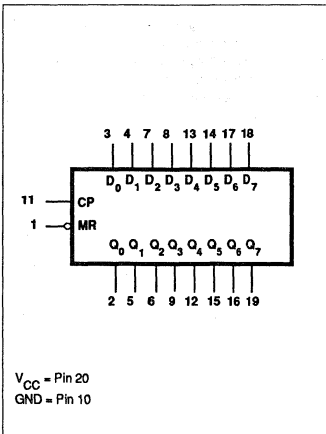 3 4 7 8 13 14 17 18
D0 D1 D2 D3 D4 D5 D6 D7
11 CP
1 MR
Q0 Q1 Q2 Q3 Q4 Q5 Q6 Q7
2 5 6 9 12 15 16 19
VCC = Pin 20
GND = Pin 10